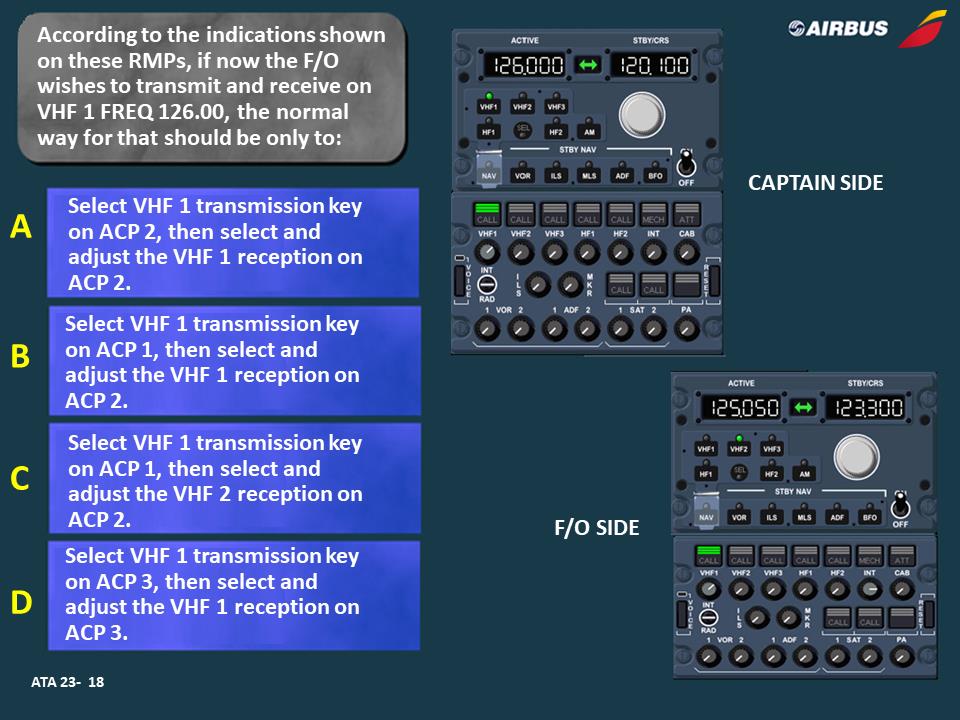 According to the indications shown
on these RMPs, if now the F/O
wishes to transmit and receive on
VHF 1 FREQ 126.00, the normal
way for that should be only to:
AIRBUS
A
Select VHF 1 transmission key
on ACP 2, then select and
adjust the VHF 1 reception on
ACP 2.
B
Select VHF 1 transmission key
on ACP 1, then select and
adjust the VHF 1 reception on
ACP 2.
C
Select VHF 1 transmission key
on ACP 1, then select and
adjust the VHF 2 reception on
ACP 2.
D
Select VHF 1 transmission key
on ACP 3, then select and
adjust the VHF 1 reception on
ACP 3.
ATA 23- 18
ACTIVE STBY/CRS
126.000 120.100
VHF1 VHF2 VHF3
HF1 SEL HF2 AM
STBY NAV
NAV VOR ILS MLS ADF BFO OFF
CALL CALL CALL CALL CALL MECH ATT
VHF1 VHF2 VHF3 HF1 HF2 INT CAB
VOICE INT RAD ILS MKR CALL CALL RESET
1 VOR 2 1 ADF 2 1 SAT 2 PA
CAPTAIN SIDE
ACTIVE STBY/CRS
125.050 123.300
VHF1 VHF2 VHF3
HF1 SEL HF2 AM
STBY NAV
NAV VOR ILS MLS ADF BFO OFF
CALL CALL CALL CALL CALL MECH ATT
VHF1 VHF2 VHF3 HF1 HF2 INT CAB
VOICE INT RAD ILS MKR CALL CALL RESET
1 VOR 2 1 ADF 2 1 SAT 2 PA
F/O SIDE